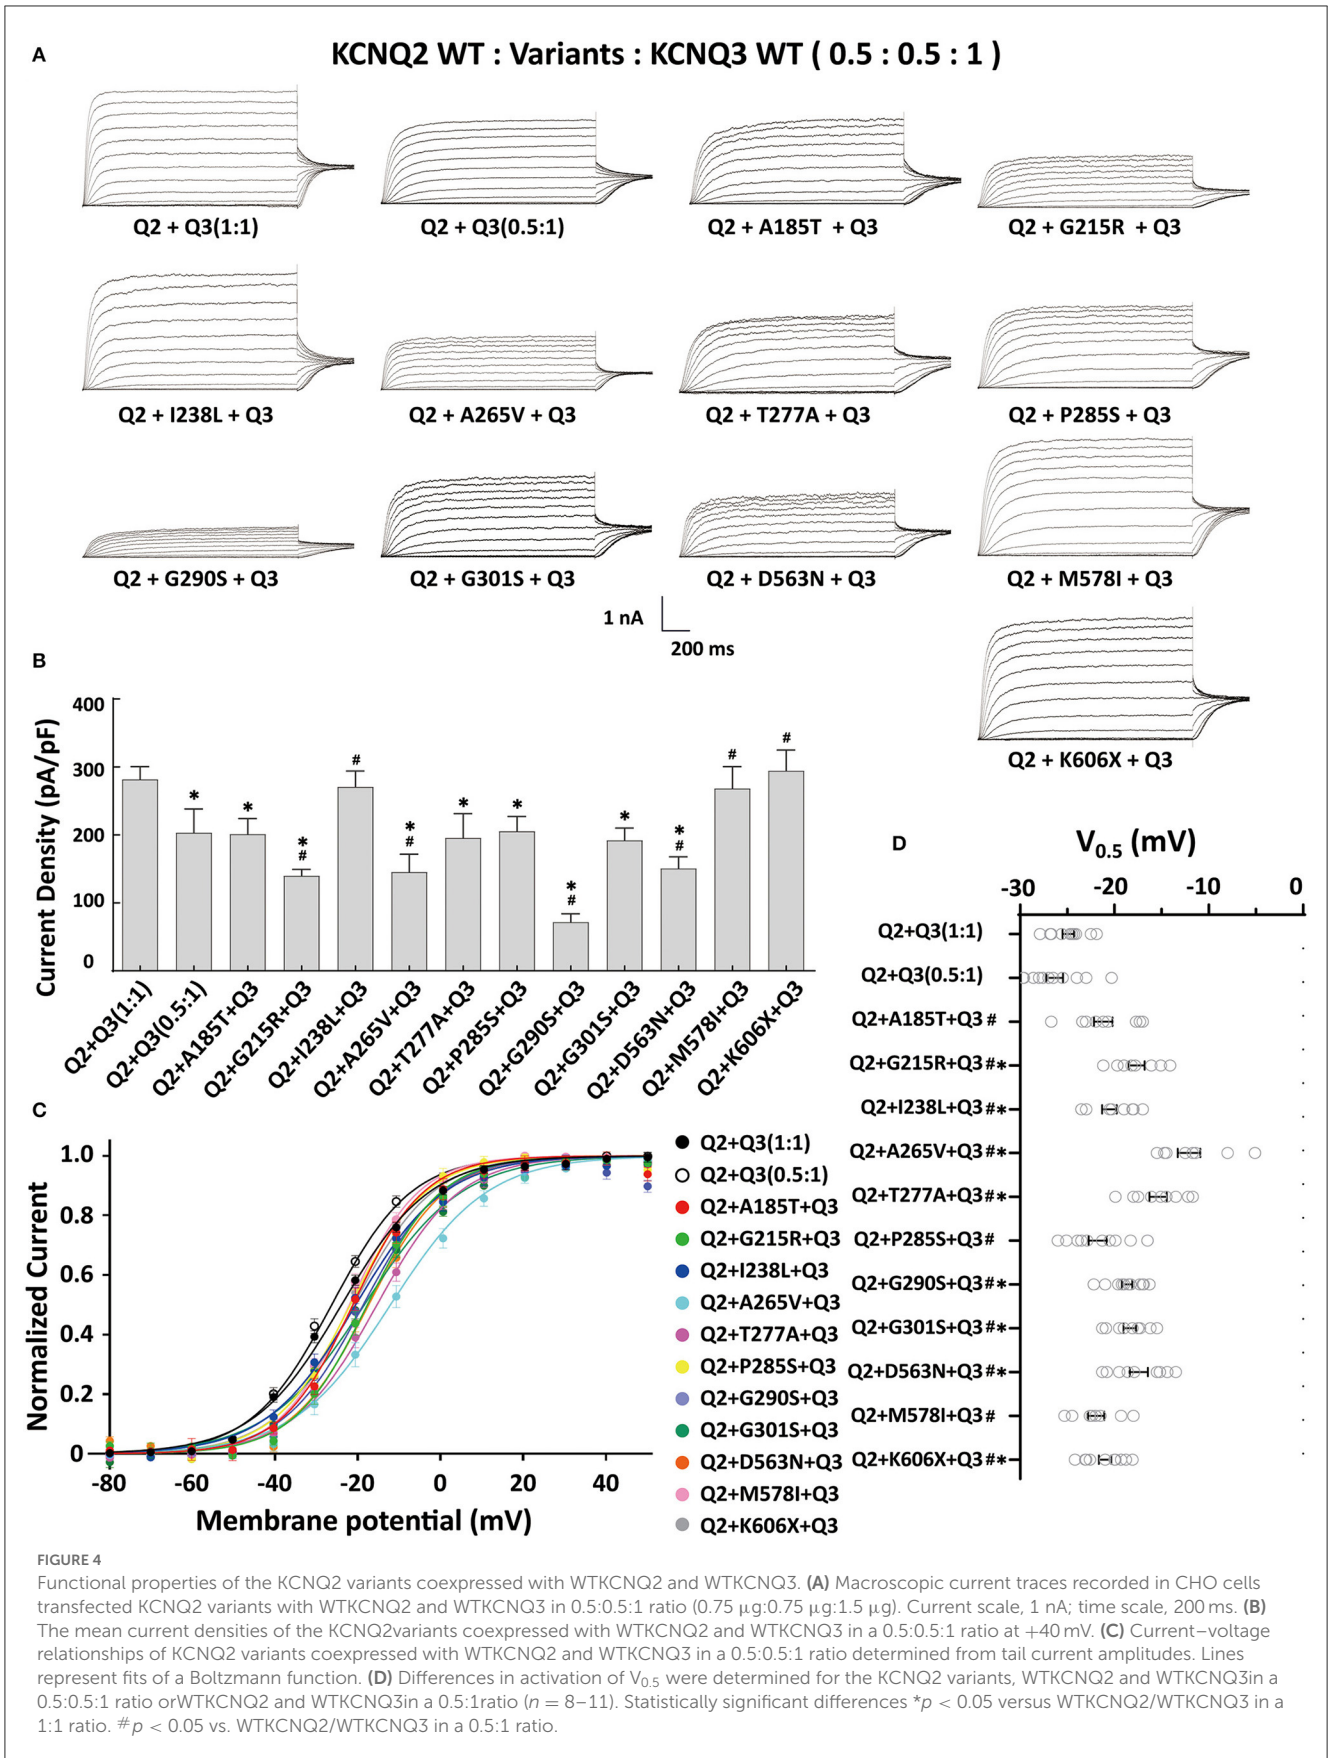 A
KCNQ2 WT : Variants : KCNQ3 WT ( 0.5 : 0.5 : 1 )
Q2 + Q3(1:1)
Q2 + Q3(0.5:1)
Q2 + A185T + Q3
Q2 + G215R + Q3
Q2 + I238L + Q3
Q2 + A265V + Q3
Q2 + T277A + Q3
Q2 + P285S + Q3
Q2 + G290S + Q3
Q2 + G301S + Q3
Q2 + D563N + Q3
Q2 + M578I + Q3
1 nA
200 ms
Q2 + K606X + Q3
B
Current Density (pA/pF)
400
300
200
100
0
*
*
*
#
#
*
#
*
*
*
#
*
*
#
#
#
Q2+Q3(1:1)
Q2+Q3(0.5:1)
Q2+A185T+Q3
Q2+G215R+Q3
Q2+I238L+Q3
Q2+A265V+Q3
Q2+T277A+Q3
Q2+P285S+Q3
Q2+G290S+Q3
Q2+G301S+Q3
Q2+D563N+Q3
Q2+M578I+Q3
Q2+K606X+Q3
C
Normalized Current
1.0
0.8
0.6
0.4
0.2
0
-80
-60
-40
-20
0
20
40
Membrane potential (mV)
Q2+Q3(1:1)
Q2+Q3(0.5:1)
Q2+A185T+Q3
Q2+G215R+Q3
Q2+I238L+Q3
Q2+A265V+Q3
Q2+T277A+Q3
Q2+P285S+Q3
Q2+G290S+Q3
Q2+G301S+Q3
Q2+D563N+Q3
Q2+M578I+Q3
Q2+K606X+Q3
D
V0.5 (mV)
-30
-20
-10
0
Q2+Q3(1:1)
Q2+Q3(0.5:1)
Q2+A185T+Q3 #
Q2+G215R+Q3 #*
Q2+I238L+Q3 #*
Q2+A265V+Q3 #*
Q2+T277A+Q3 #*
Q2+P285S+Q3 #
Q2+G290S+Q3 #*
Q2+G301S+Q3 #*
Q2+D563N+Q3 #*
Q2+M578I+Q3 #
Q2+K606X+Q3 #*
FIGURE 4
Functional properties of the KCNQ2 variants coexpressed with WTKCNQ2 and WTKCNQ3. (A) Macroscopic current traces recorded in CHO cells
transfected KCNQ2 variants with WTKCNQ2 and WTKCNQ3 in 0.5:0.5:1 ratio (0.75 μg:0.75 μg:1.5 μg). Current scale, 1 nA; time scale, 200 ms. (B)
The mean current densities of the KCNQ2variants coexpressed with WTKCNQ2 and WTKCNQ3 in a 0.5:0.5:1 ratio at +40 mV. (C) Current–voltage
relationships of KCNQ2 variants coexpressed with WTKCNQ2 and WTKCNQ3 in a 0.5:0.5:1 ratio determined from tail current amplitudes. Lines
represent fits of a Boltzmann function. (D) Differences in activation of V0.5 were determined for the KCNQ2 variants, WTKCNQ2 and WTKCNQ3in a
0.5:0.5:1 ratio orWTKCNQ2 and WTKCNQ3in a 0.5:1ratio (n = 8–11). Statistically significant differences *p < 0.05 versus WTKCNQ2/WTKCNQ3 in a
1:1 ratio. #p < 0.05 vs. WTKCNQ2/WTKCNQ3 in a 0.5:1 ratio.